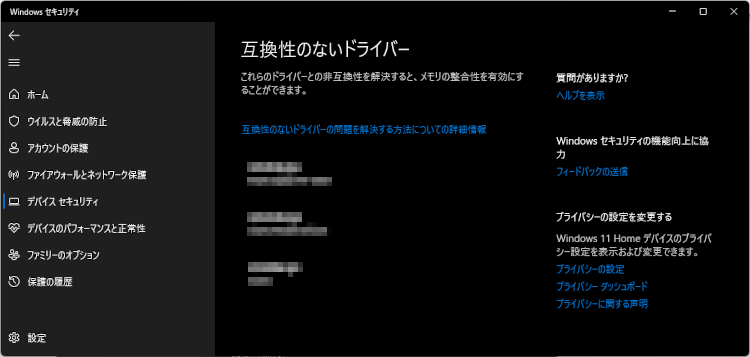 Windows セキュリティ
ホーム
ウイルスと脅威の防止
アカウントの保護
ファイアウォールとネットワーク保護
デバイス セキュリティ
デバイスのパフォーマンスと正常性
ファミリーのオプション
保護の履歴
設定
互換性のないドライバー
これらのドライバーとの非互換性を解決すると、メモリの整合性を有効にす
ることができます。
互換性のないドライバーの問題を解決する方法についての詳細情報
質問がありますか?
ヘルプを表示
Windows セキュリティの機能向上に協
力
フィードバックの送信
プライバシーの設定を変更する
Windows 11 Home デバイスのプライバ
シー設定を表示および変更できます。
プライバシーの設定
プライバシー ダッシュボード
プライバシーに関する声明